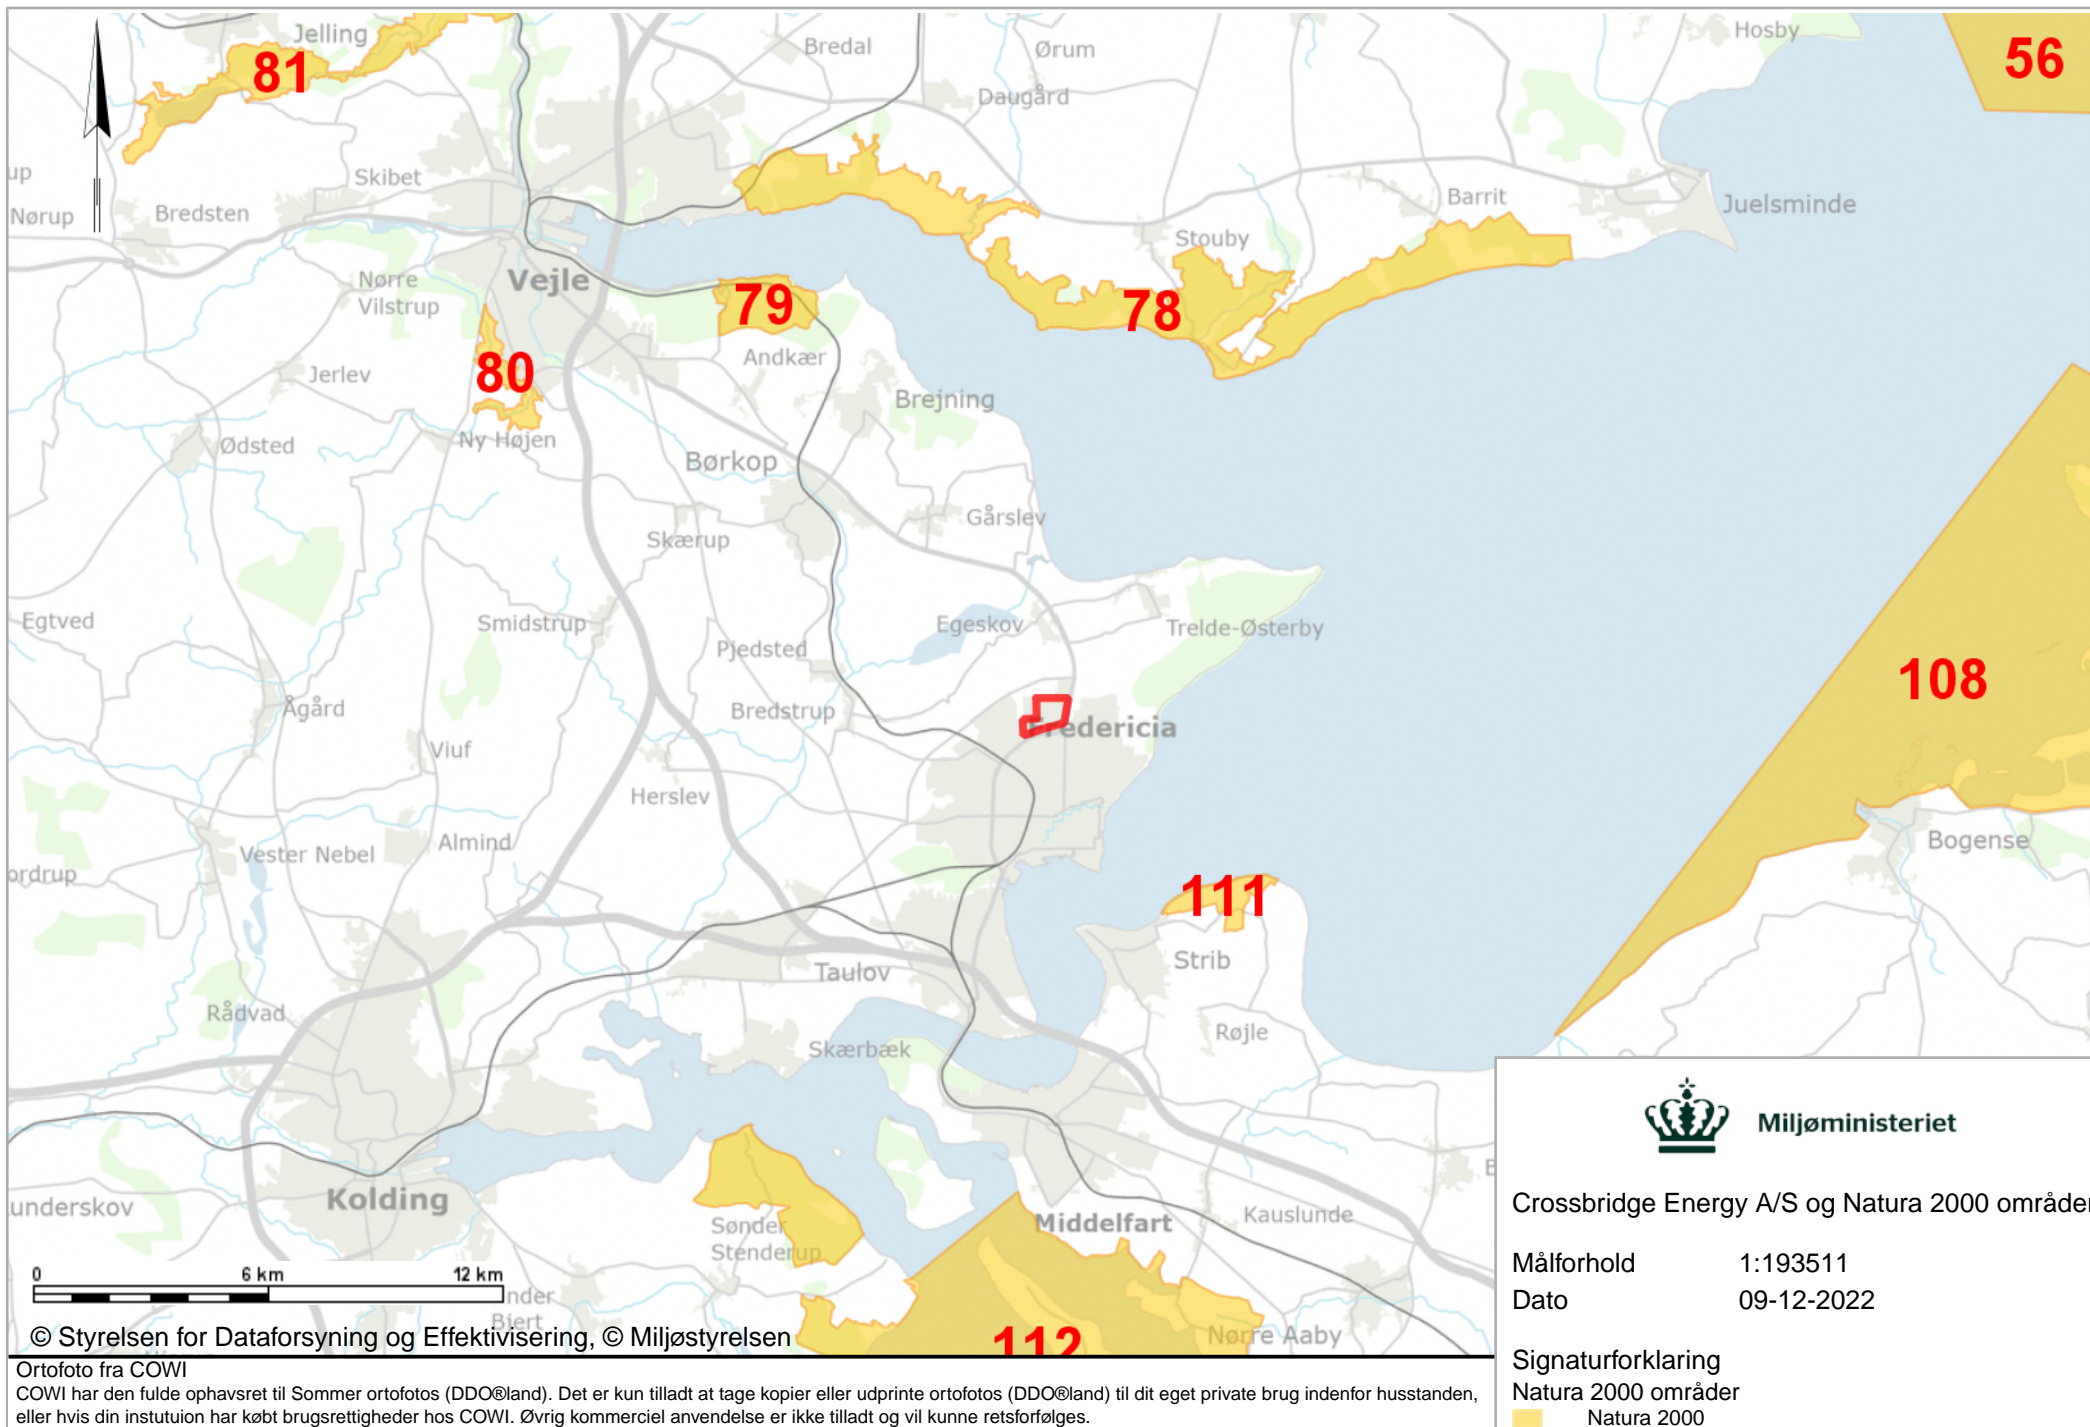 Jelling
Bredal
Ørum
Hosby
81
56
Daugård
Skibet
up
Nørup
Bredsten
Barrit
Juelsminde
Stouby
Nørre
Vilstrup
Vejle
79
78
Jerlev
80
Andkær
Brejning
Ødsted
Ny Højen
Børkop
Gårslev
Skærup
Egtved
Smidstrup
Egeskov
Trelde-Østerby
Pjedsted
108
Ågård
Bredstrup
Fredericia
Viuf
Herslev
Vester Nebel
Almind
Bogense
ordrup
111
Strib
Taulov
Rådvad
Røjle
Skærbæk
Miljøministeriet
Kolding
underskov
Sønder
Stenderup
Middelfart
Kauslunde
Crossbridge Energy A/S og Natura 2000 områder
Målforhold 1:193511
Dato 09-12-2022
0 6 km 12 km
nder
Bjert
© Styrelsen for Dataforsyning og Effektivisering, © Miljøstyrelsen
112
Nørre Aaby
Signaturforklaring
Natura 2000 områder
Natura 2000
Ortofoto fra COWI
COWI har den fulde ophavsret til Sommer ortofotos (DDO®land). Det er kun tilladt at tage kopier eller udprinte ortofotos (DDO®land) til dit eget private brug indenfor husstanden,
eller hvis din instutuion har købt brugsrettigheder hos COWI. Øvrig kommerciel anvendelse er ikke tilladt og vil kunne retsforfølges.